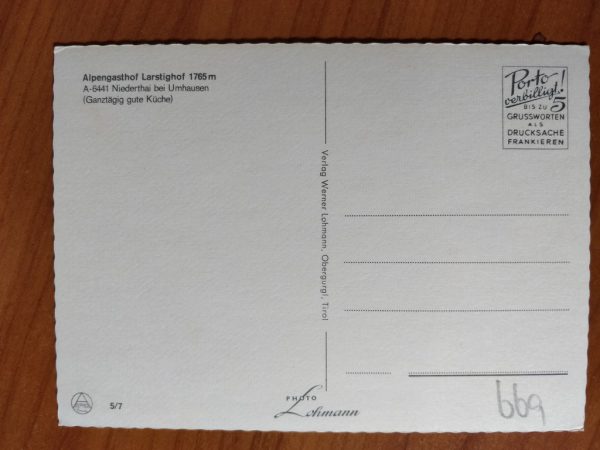 Alpengasthof Larstighof 1765 m
A-6441 Niederthai bei Umhausen
(Ganztägig gute Küche)
Porto
verbilligt!
BIS ZU 5
GRUSSWORTEN
ALS
DRUCKSACHE
FRANKIEREN
Verlag Werner Lohmann, Obergurgl, Tirol
5/7
PHOTO
Lohmann
669